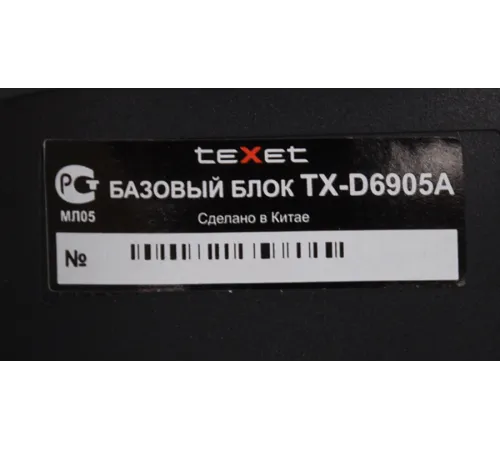 teXet
РСТ БАЗОВЫЙ БЛОК TX-D6905A
МЛ05
Сделано в Китае
№